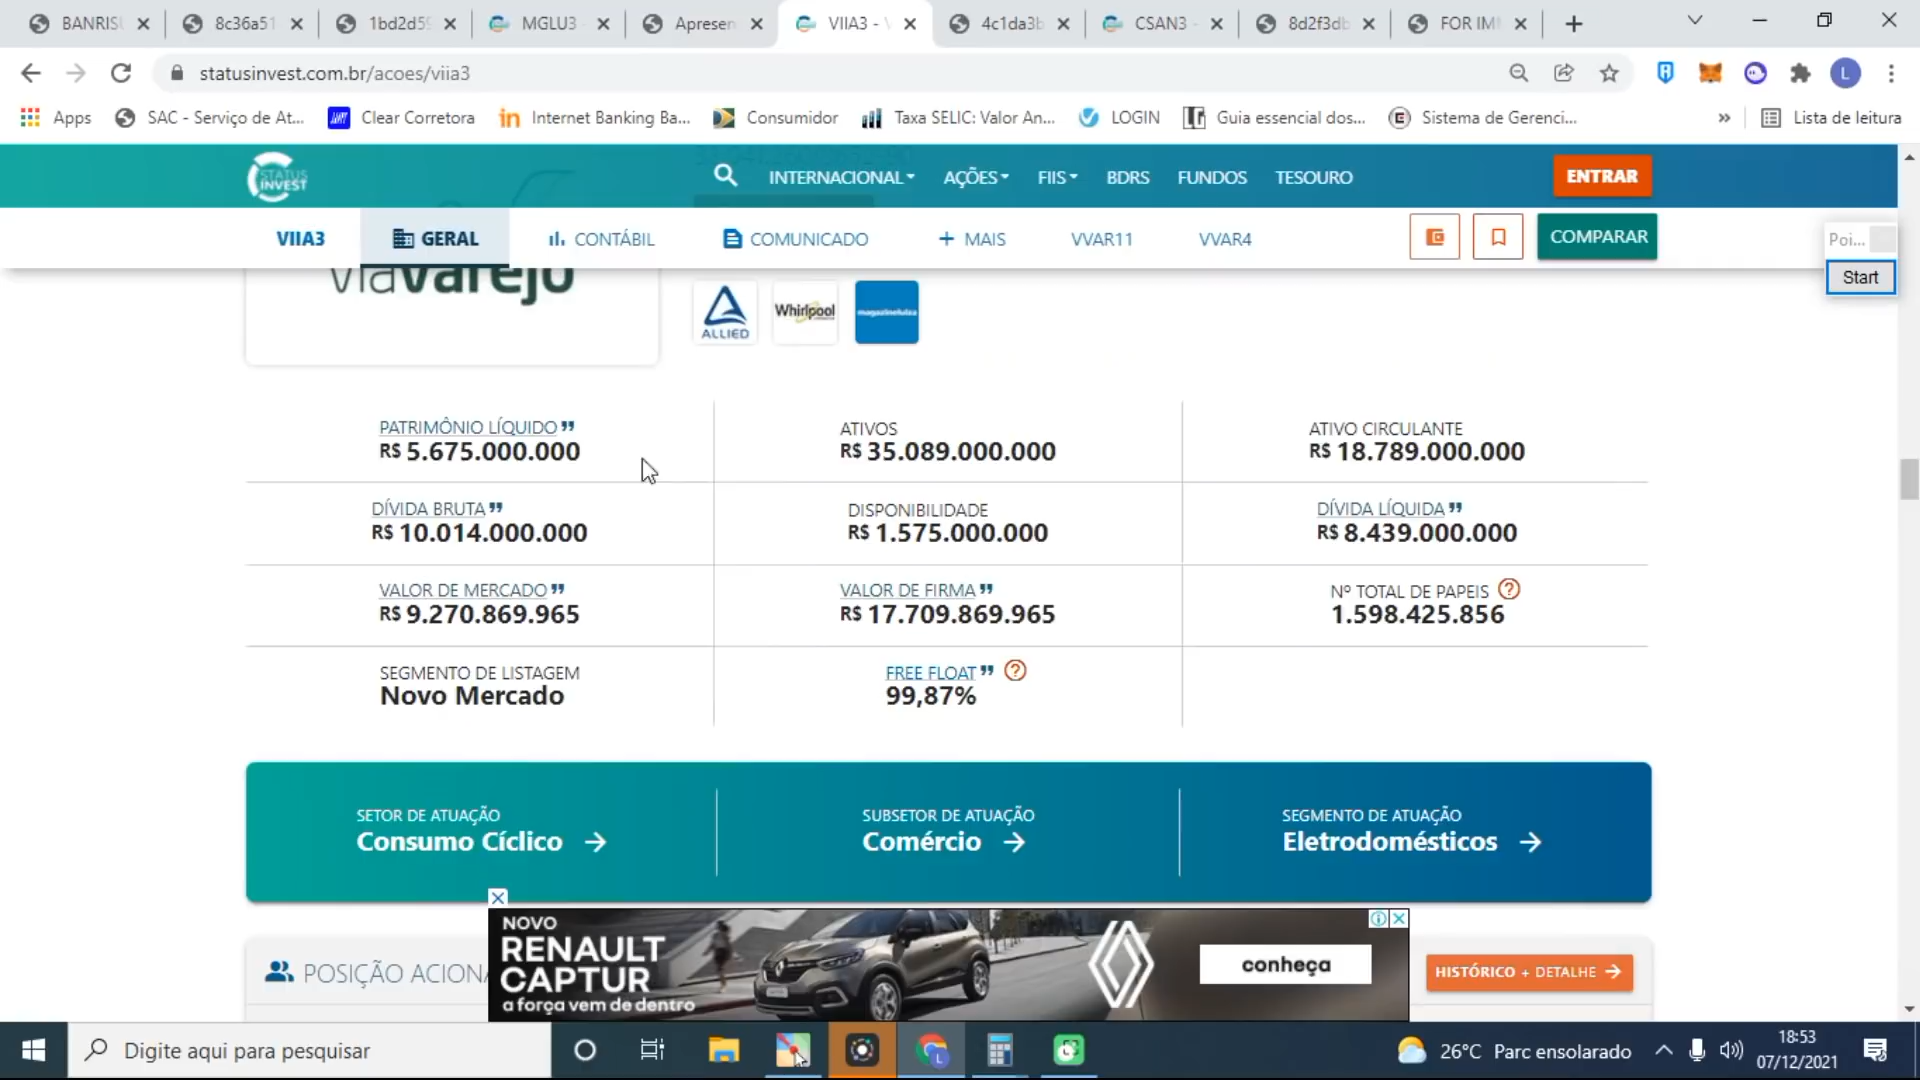 BANRIS
8c36a51
1bd2d59
MGLU3 -
Apresen
VIIA3 - V
4c1da3b
CSAN3 -
8d2f3db
FOR IM
statusinvest.com.br/acoes/viia3
L
Apps
SAC - Serviço de At...
Clear Corretora
Internet Banking Ba...
Consumidor
Taxa SELIC: Valor An...
LOGIN
Guia essencial dos...
Sistema de Gerenci...
»
Lista de leitura
STATUS
INVEST
INTERNACIONAL
AÇÕES
FIIS
BDRS
FUNDOS
TESOURO
ENTRAR
VIIA3
GERAL
CONTÁBIL
COMUNICADO
+ MAIS
VVAR11
VVAR4
COMPARAR
Poi...
Start
viavarejo
ALLIED
Whirlpool
magazineluiza
PATRIMÔNIO LÍQUIDO
R$ 5.675.000.000
ATIVOS
R$ 35.089.000.000
ATIVO CIRCULANTE
R$ 18.789.000.000
DÍVIDA BRUTA
R$ 10.014.000.000
DISPONIBILIDADE
R$ 1.575.000.000
DÍVIDA LÍQUIDA
R$ 8.439.000.000
VALOR DE MERCADO
R$ 9.270.869.965
VALOR DE FIRMA
R$ 17.709.869.965
Nº TOTAL DE PAPEIS
1.598.425.856
SEGMENTO DE LISTAGEM
Novo Mercado
FREE FLOAT
99,87%
SETOR DE ATUAÇÃO
Consumo Cíclico
SUBSETOR DE ATUAÇÃO
Comércio
SEGMENTO DE ATUAÇÃO
Eletrodomésticos
POSIÇÃO ACIONA
HISTÓRICO + DETALHE
NOVO
RENAULT
CAPTUR
a força vem de dentro
conheça
Digite aqui para pesquisar
26°C Parc ensolarado
18:53
07/12/2021